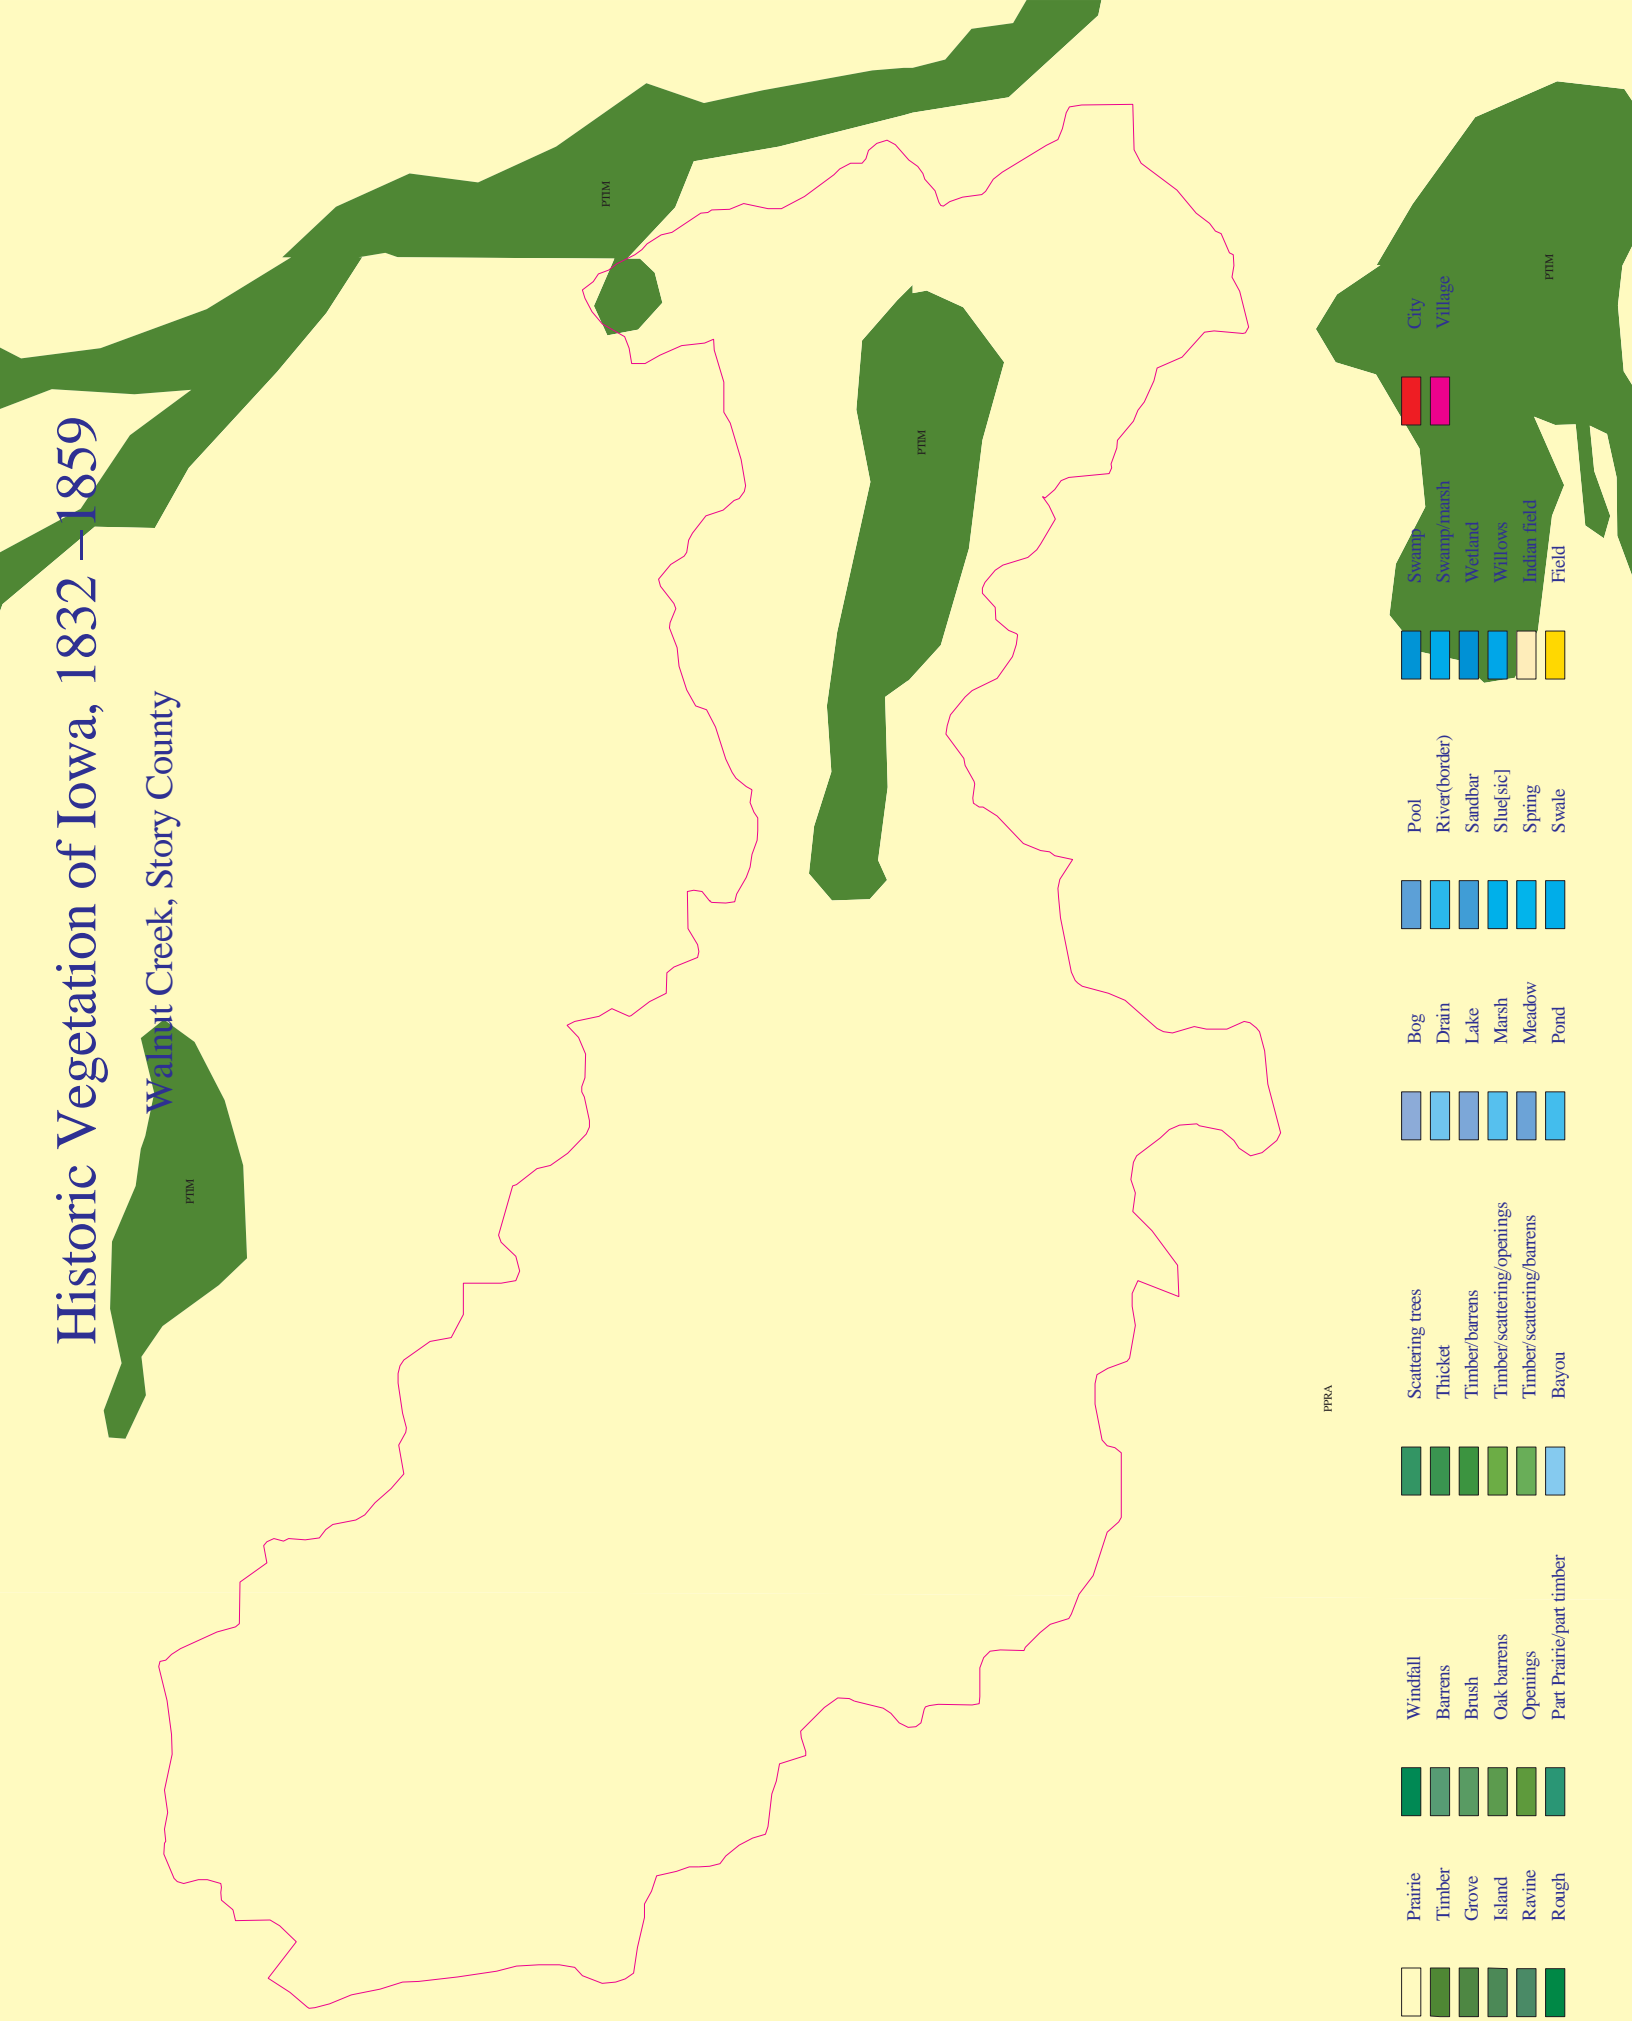 Historic Vegetation of Iowa, 1832 –1859
Walnut Creek, Story County
PTIM
PTIM
PTIM
PPRA
PTIM
Prairie
Timber
Grove
Island
Ravine
Rough
Windfall
Barrens
Brush
Oak barrens
Openings
Part Prairie/part timber
Scattering trees
Thicket
Timber/barrens
Timber/scattering/openings
Timber/scattering/barrens
Bayou
Bog
Drain
Lake
Marsh
Meadow
Pond
Pool
River(border)
Sandbar
Slue[sic]
Spring
Swale
Swamp
Swamp/marsh
Wetland
Willows
Indian field
Field
City
Village